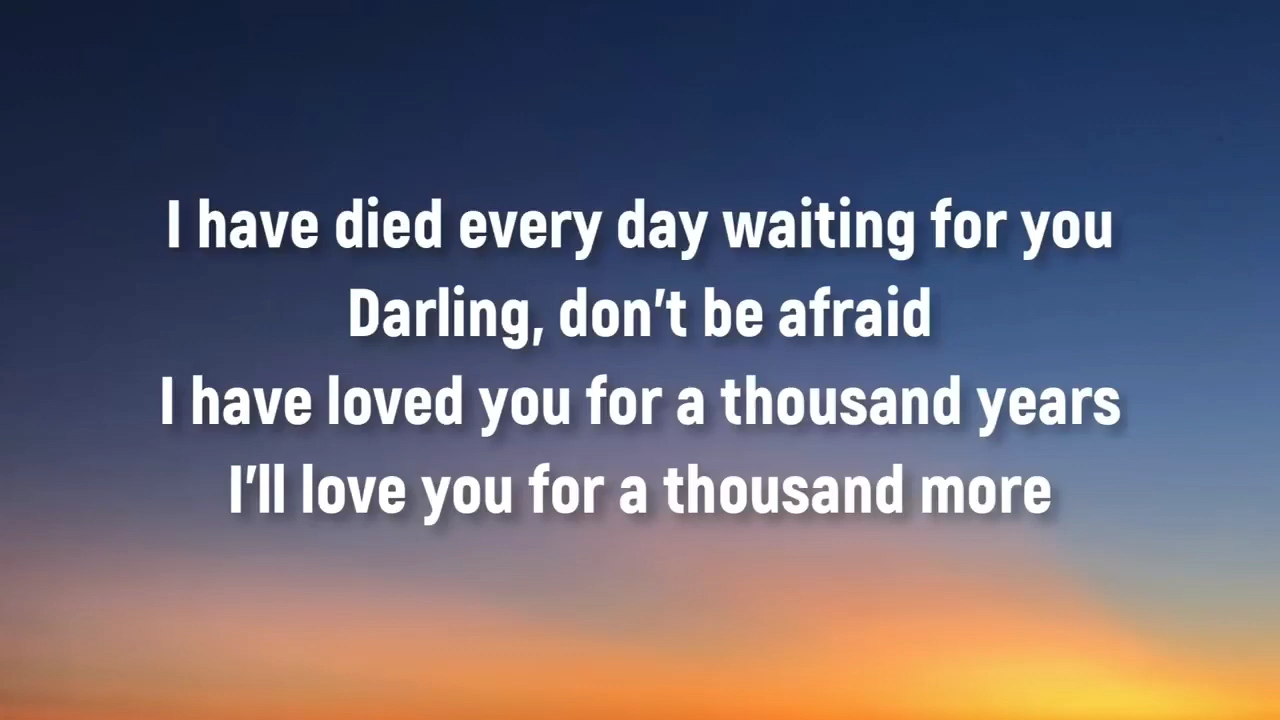 I have died every day waiting for you
Darling, don’t be afraid
I have loved you for a thousand years
I’ll love you for a thousand more